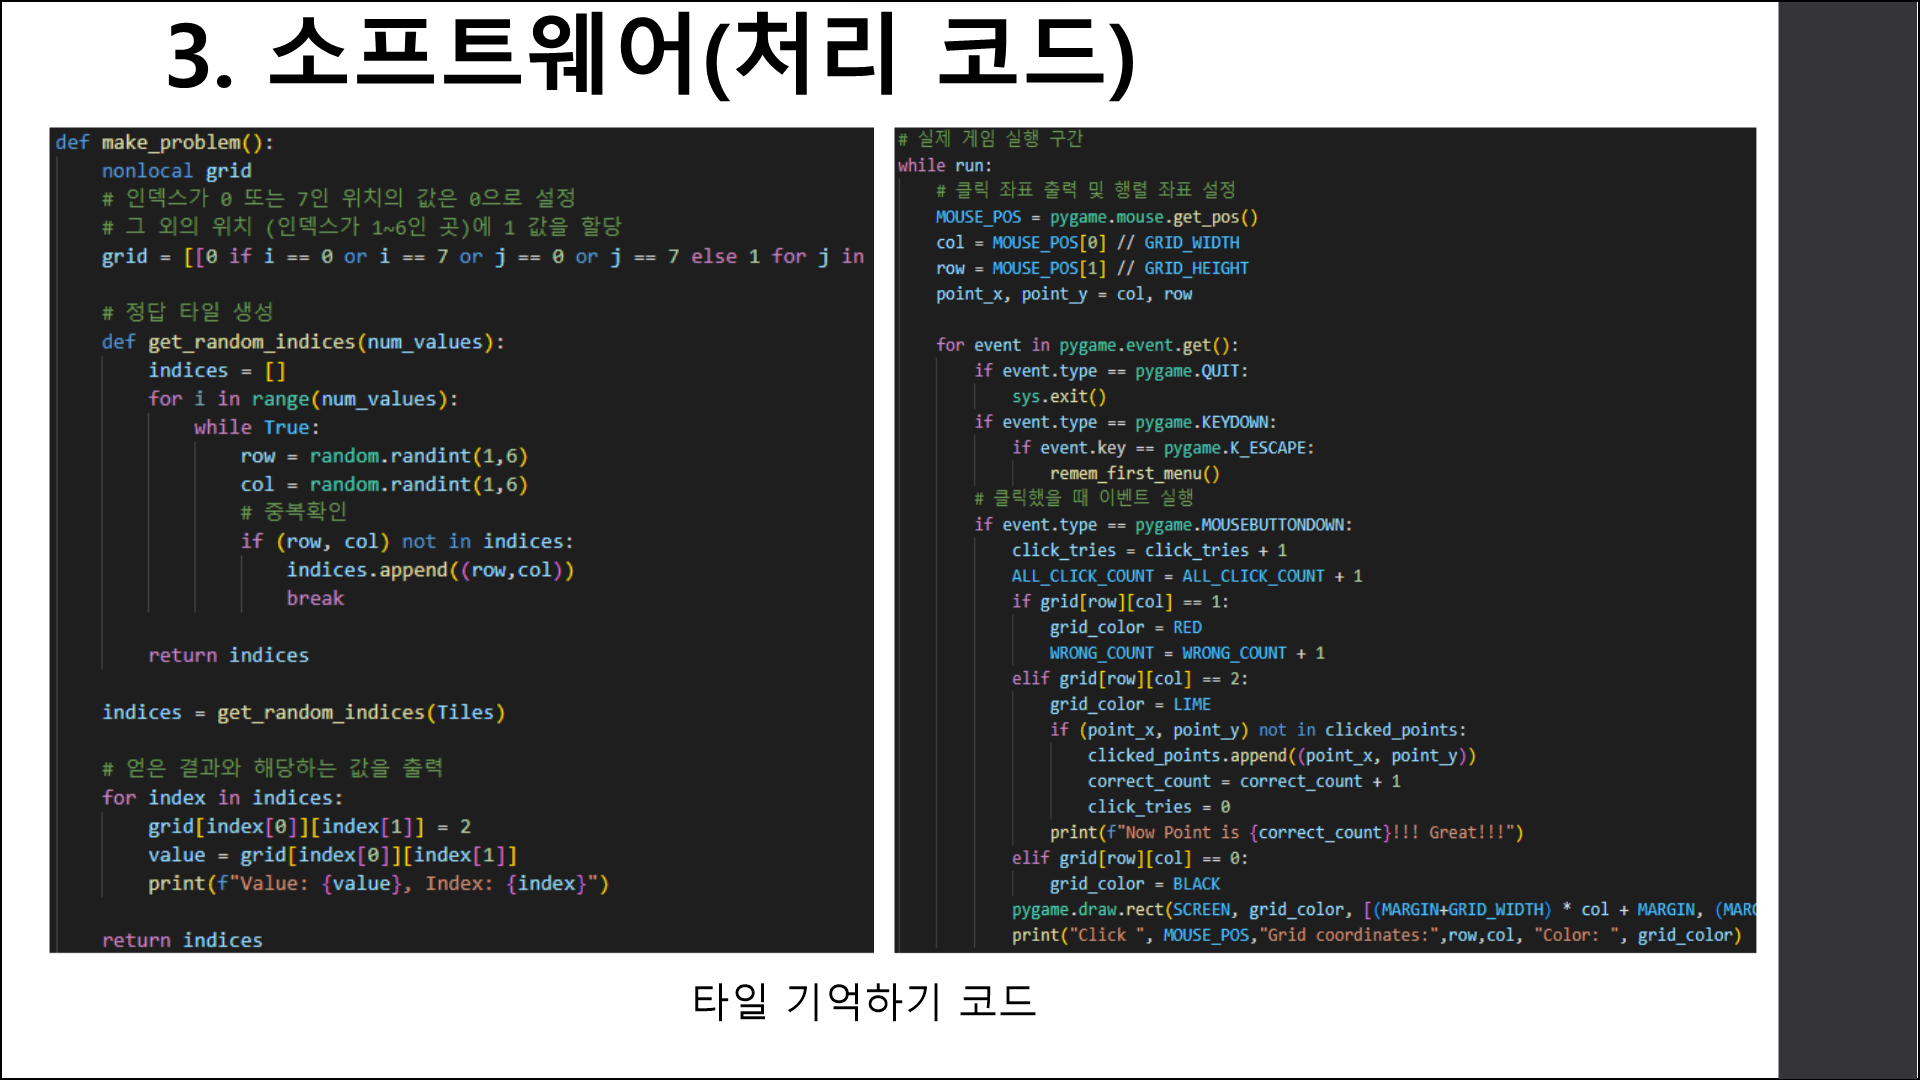 3. 소프트웨어(처리 코드)
def make_problem():
    nonlocal grid
    # 인덱스가 0 또는 7인 위치의 값은 0으로 설정
    # 그 외의 위치 (인덱스가 1~6인 곳)에 1 값을 할당
    grid = [[0 if i == 0 or i == 7 or j == 0 or j == 7 else 1 for j in
    # 정답 타일 생성
    def get_random_indices(num_values):
        indices = []
        for i in range(num_values):
            while True:
                row = random.randint(1,6)
                col = random.randint(1,6)
                # 중복확인
                if (row, col) not in indices:
                    indices.append((row,col))
                    break
        return indices
    indices = get_random_indices(Tiles)
    # 얻은 결과와 해당하는 값을 출력
    for index in indices:
        grid[index[0]][index[1]] = 2
        value = grid[index[0]][index[1]]
        print(f"Value: {value}, Index: {index}")
    return indices
# 실제 게임 실행 구간
while run:
    # 클릭 좌표 출력 및 행렬 좌표 설정
    MOUSE_POS = pygame.mouse.get_pos()
    col = MOUSE_POS[0] // GRID_WIDTH
    row = MOUSE_POS[1] // GRID_HEIGHT
    point_x, point_y = col, row
    for event in pygame.event.get():
        if event.type == pygame.QUIT:
            sys.exit()
        if event.type == pygame.KEYDOWN:
            if event.key == pygame.K_ESCAPE:
                remem_first_menu()
        # 클릭했을 때 이벤트 실행
        if event.type == pygame.MOUSEBUTTONDOWN:
            click_tries = click_tries + 1
            ALL_CLICK_COUNT = ALL_CLICK_COUNT + 1
            if grid[row][col] == 1:
                grid_color = RED
                WRONG_COUNT = WRONG_COUNT + 1
            elif grid[row][col] == 2:
                grid_color = LIME
                if (point_x, point_y) not in clicked_points:
                    clicked_points.append((point_x, point_y))
                    correct_count = correct_count + 1
                    click_tries = 0
                print(f"Now Point is {correct_count}!!! Great!!!")
            elif grid[row][col] == 0:
                grid_color = BLACK
            pygame.draw.rect(SCREEN, grid_color, [(MARGIN+GRID_WIDTH) * col + MARGIN, (MARG
            print("Click ", MOUSE_POS,"Grid coordinates:",row,col, "Color: ", grid_color)
타일 기억하기 코드